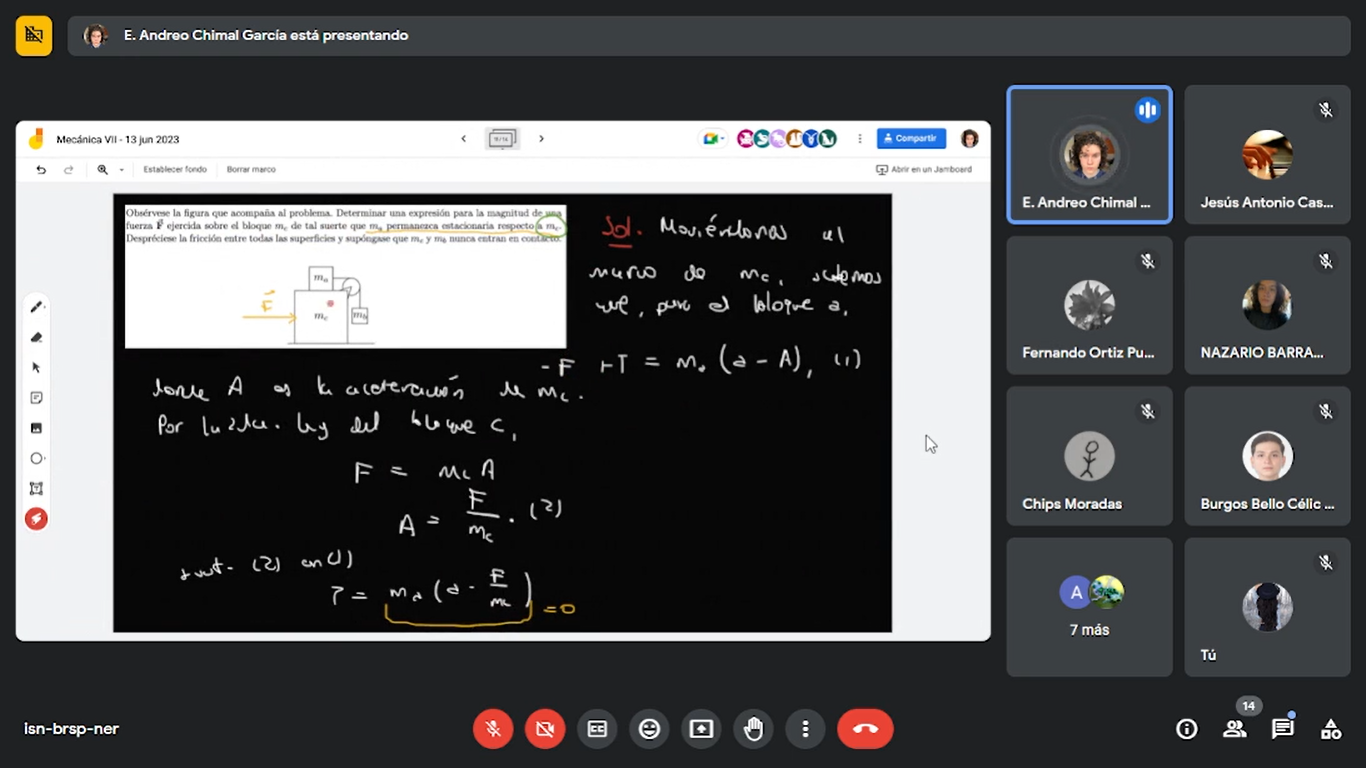 E. Andreo Chimal García está presentando
Mecánica VII - 13 jun 2023
11/14
Compartir
Establecer fondo
Borrar marco
Abrir en un Jamboard
Obsérvese la figura que acompaña al problema. Determinar una expresión para la magnitud de una
fuerza F⃗ ejercida sobre el bloque m_c de tal suerte que m_a permanezca estacionaria respecto a m_c.
Despréciese la fricción entre todas las superficies y supóngase que m_c y m_b nunca entran en contacto.
m_a
F⃗
m_c
m_b
Sol. Moviéndonos al
marco de m_c, sabemos
que, para el bloque a,
-F +T = m_a (a - A), (1)
donde A es la aceleración de m_c.
Por la 2da. ley del bloque c,
F = m_c A
A = F/m_c. (2)
sust. (2) en (1)
T = m_a (a - F/m_c) = 0
E. Andreo Chimal ...
Jesús Antonio Cas...
Fernando Ortiz Pu...
NAZARIO BARRA...
Chips Moradas
Burgos Bello Célic ...
A
7 más
Tú
isn-brsp-ner
14